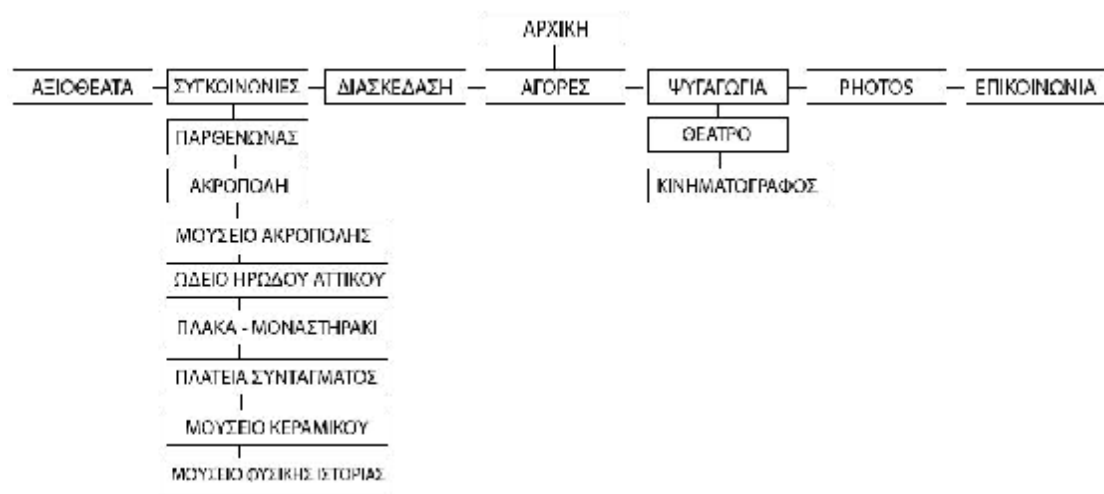 ΑΡΧΙΚΗ
ΑΞΙΟΘΕΑΤΑ ΣΥΓΚΟΙΝΩΝΙΕΣ ΔΙΑΣΚΕΔΑΣΗ ΑΓΟΡΕΣ ΨΥΓΑΓΩΓΙΑ PHOTOS ΕΠΙΚΟΙΝΩΝΙΑ
ΠΑΡΘΕΝΩΝΑΣ ΘΕΑΤΡΟ
ΑΚΡΟΠΟΛΗ ΚΙΝΗΜΑΤΟΓΡΑΦΟΣ
ΜΟΥΣΕΙΟ ΑΚΡΟΠΟΛΗΣ
ΩΔΕΙΟ ΗΡΩΔΟΥ ΑΤΤΙΚΟΥ
ΠΛΑΚΑ - ΜΟΝΑΣΤΗΡΑΚΙ
ΠΛΑΤΕΙΑ ΣΥΝΤΑΓΜΑΤΟΣ
ΜΟΥΣΕΙΟ ΚΕΡΑΜΙΚΟΥ
ΜΟΥΣΕΙΟ ΦΥΣΙΚΗΣ ΙΣΤΟΡΙΑΣ